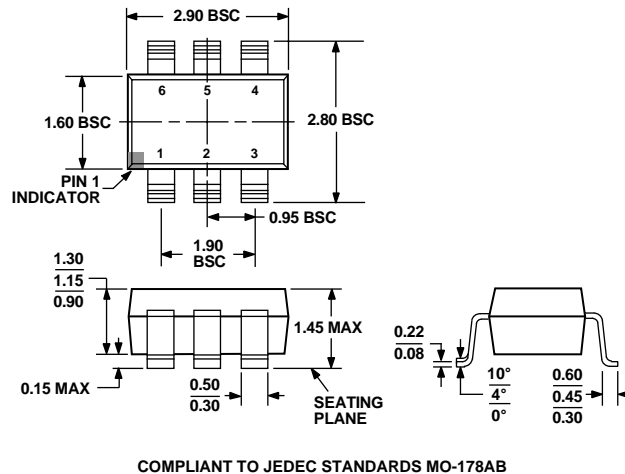 2.90 BSC
6 5 4
1.60 BSC
2.80 BSC
1 2 3
PIN 1
INDICATOR
0.95 BSC
1.90
BSC
1.30
1.15
0.90
1.45 MAX
0.15 MAX
0.50
0.30
SEATING
PLANE
0.22
0.08
10°
4°
0°
0.60
0.45
0.30
COMPLIANT TO JEDEC STANDARDS MO-178AB